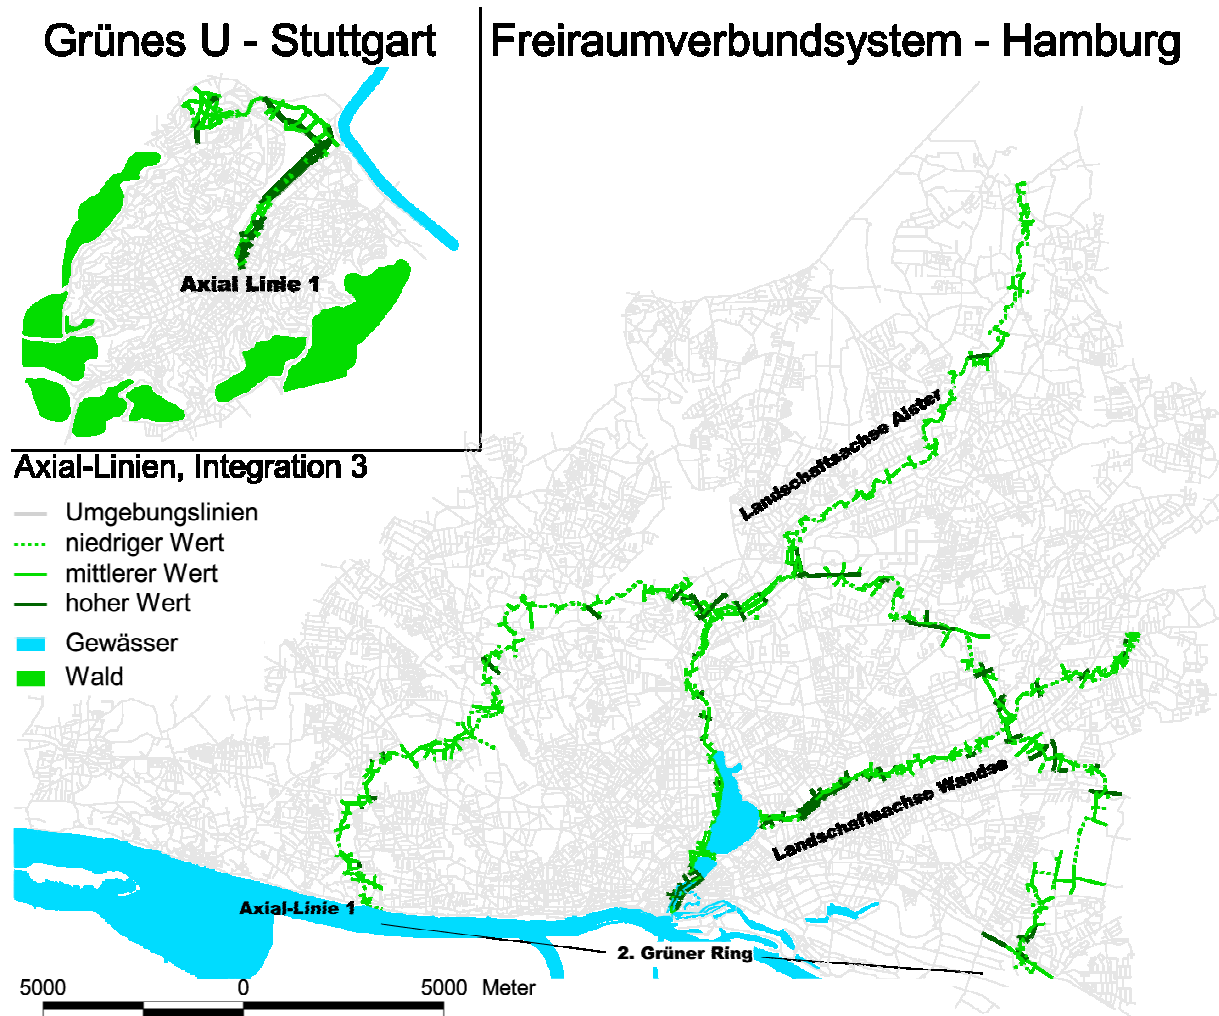 Grünes U - Stuttgart
Freiraumverbundsystem - Hamburg
Axial Linie 1
Axial-Linien, Integration 3
Umgebungslinien
niedriger Wert
mittlerer Wert
hoher Wert
Gewässer
Wald
Landschaftsachse Alster
Landschaftsachse Wandse
Axial-Linie 1
2. Grüner Ring
5000 0 5000 Meter